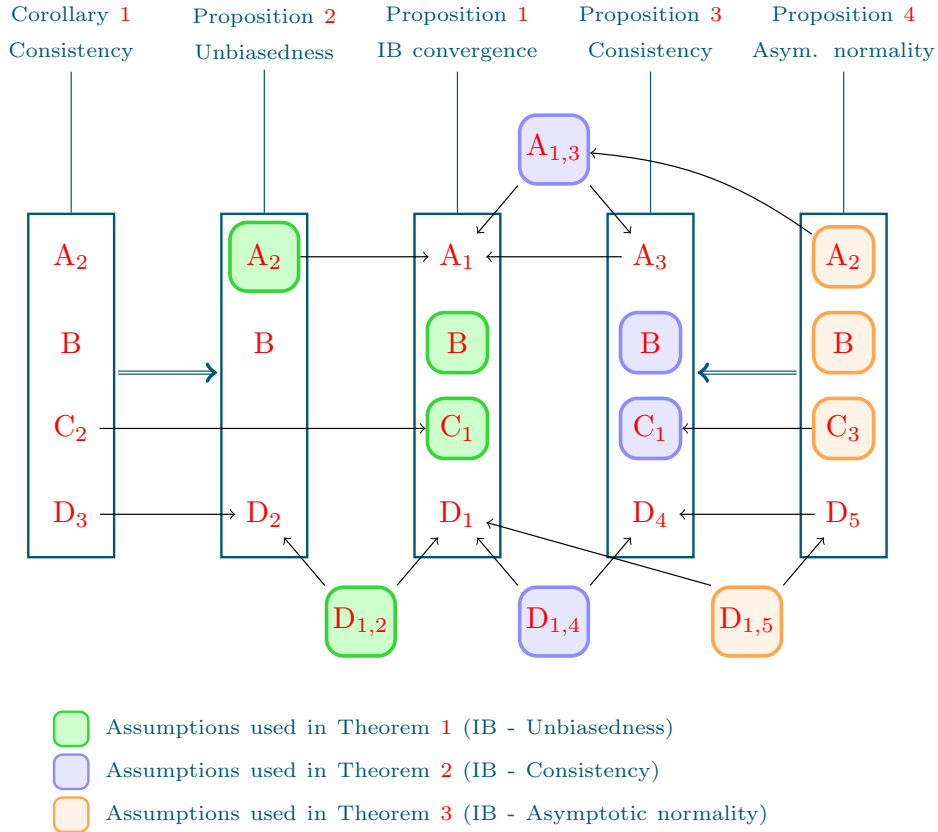 Corollary 1 Proposition 2 Proposition 1 Proposition 3 Proposition 4
Consistency Unbiasedness IB convergence Consistency Asym. normality
A1,3
A2 A2 A1 A3 A2
B B B B B
C2 C1 C1 C3
D3 D2 D1 D4 D5
D1,2 D1,4 D1,5
Assumptions used in Theorem 1 (IB - Unbiasedness)
Assumptions used in Theorem 2 (IB - Consistency)
Assumptions used in Theorem 3 (IB - Asymptotic normality)